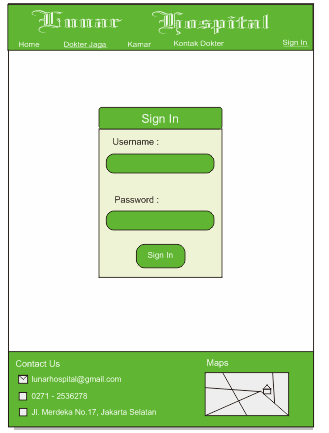 Lunar Hospital
Home Dokter Jaga Kamar Kontak Dokter Sign In
Sign In
Username :
Password :
Sign In
Contact Us
lunarhospital@gmail.com
0271 - 2536278
Jl. Merdeka No.17, Jakarta Selatan
Maps